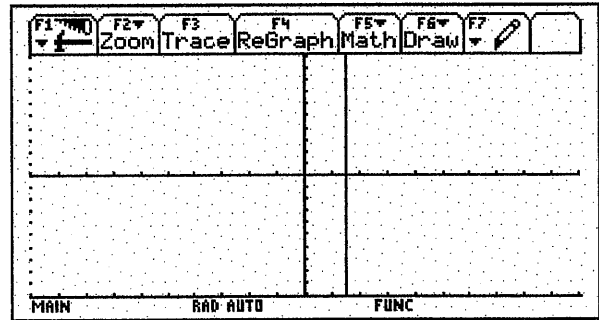 F1 F2 F3 F4 F5 F6 F7
Zoom Trace ReGraph Math Draw
MAIN RAD AUTO FUNC